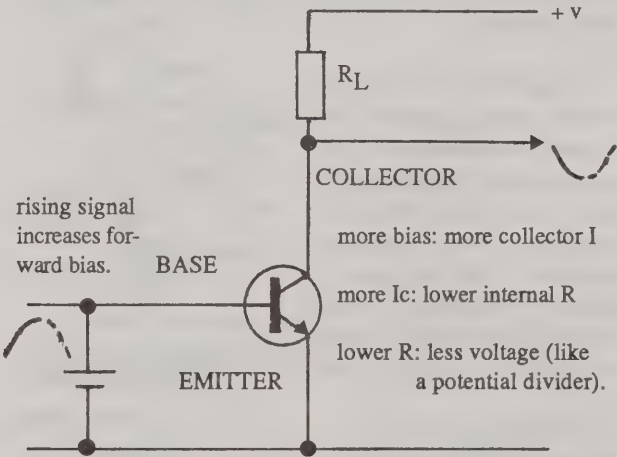 + v
R_L
COLLECTOR
rising signal
increases for-
ward bias.
BASE
more bias: more collector I
more Ic: lower internal R
EMITTER
lower R: less voltage (like
a potential divider).